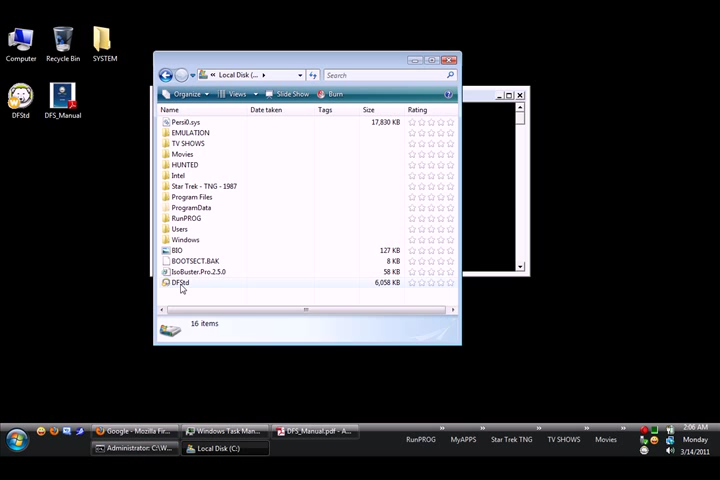 Computer
Recycle Bin
SYSTEM
DFStd
DFS_Manual
Local Disk (...
Search
Organize
Views
Slide Show
Burn
Name
Date taken
Tags
Size
Rating
Persi0.sys 17,830 KB
EMULATION
TV SHOWS
Movies
HUNTED
Intel
Star Trek - TNG - 1987
Program Files
ProgramData
RunPROG
Users
Windows
BIO 127 KB
BOOTSECT.BAK 8 KB
IsoBuster.Pro.2.5.0 58 KB
DFStd 6,058 KB
16 items
Google - Mozilla Fir...
Windows Task Man...
DFS_Manual.pdf - A...
Administrator: C:\W...
Local Disk (C:)
RunPROG
MyAPPS
Star Trek TNG
TV SHOWS
Movies
2:06 AM
Monday
3/14/2011